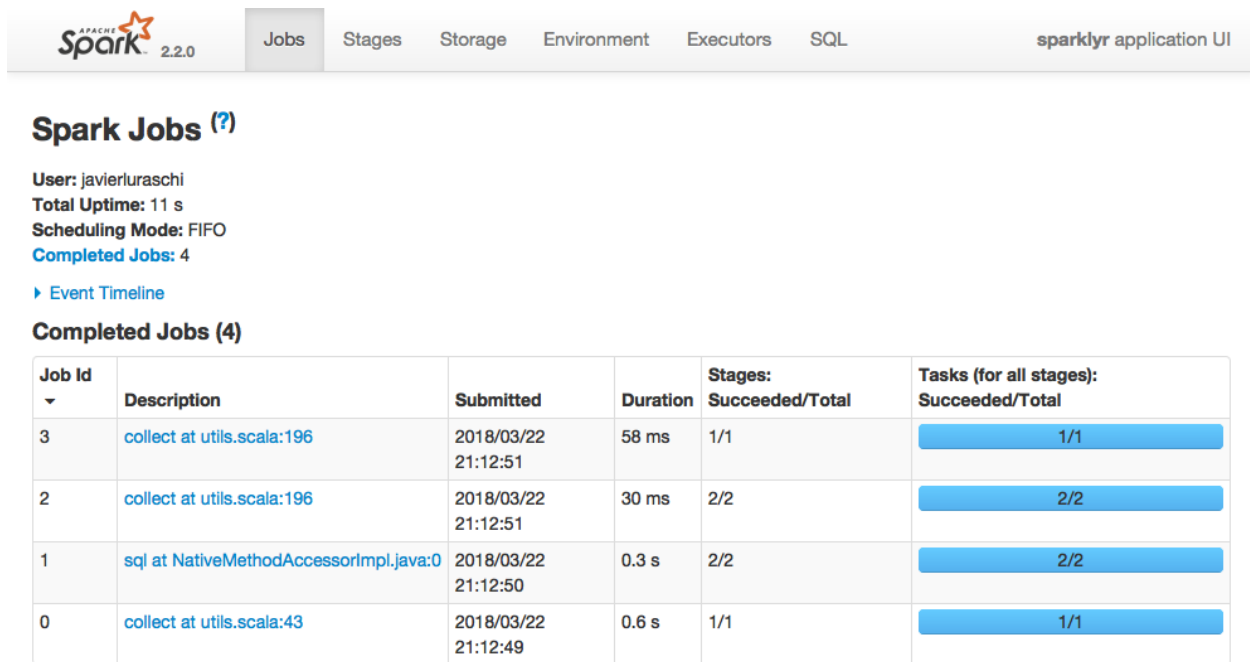 APACHE
Spark 2.2.0 Jobs Stages Storage Environment Executors SQL sparklyr application UI
Spark Jobs (?)
User: javierluraschi
Total Uptime: 11 s
Scheduling Mode: FIFO
Completed Jobs: 4
Event Timeline
Completed Jobs (4)
Job Id Description Submitted Duration Stages: Succeeded/Total Tasks (for all stages): Succeeded/Total
3 collect at utils.scala:196 2018/03/22 21:12:51 58 ms 1/1 1/1
2 collect at utils.scala:196 2018/03/22 21:12:51 30 ms 2/2 2/2
1 sql at NativeMethodAccessorImpl.java:0 2018/03/22 21:12:50 0.3 s 2/2 2/2
0 collect at utils.scala:43 2018/03/22 21:12:49 0.6 s 1/1 1/1